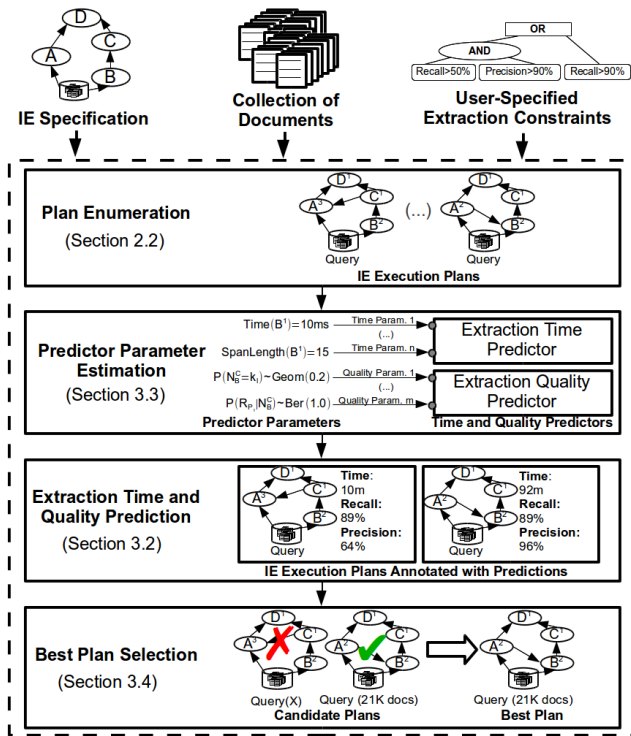 D
A
C
B
IE Specification
Collection of
Documents
OR
AND
Recall>50%
Precision>90%
Recall>90%
User-Specified
Extraction Constraints
Plan Enumeration
(Section 2.2)
D¹
A³
C¹
B²
Query
(...)
D¹
A²
C¹
B²
Query
IE Execution Plans
Predictor Parameter
Estimation
(Section 3.3)
Time(B¹)=10ms
Time Param. 1
(...)
SpanLength(B¹)=15
Time Param. n
Extraction Time
Predictor
P(N_B^C=k_i)~Geom(0.2)
Quality Param. 1
(...)
P(R_P_i|N_B^C)~Ber(1.0)
Quality Param. m
Extraction Quality
Predictor
Predictor Parameters
Time and Quality Predictors
Extraction Time and
Quality Prediction
(Section 3.2)
D¹
A³
C¹
B²
Query
Time:
10m
Recall:
89%
Precision:
64%
D¹
A²
C¹
B²
Query
Time:
92m
Recall:
89%
Precision:
96%
IE Execution Plans Annotated with Predictions
Best Plan Selection
(Section 3.4)
D¹
A³
C¹
B²
Query(X)
D¹
A²
C¹
B²
Query (21K docs)
Candidate Plans
D¹
A²
C¹
B²
Query (21K docs)
Best Plan